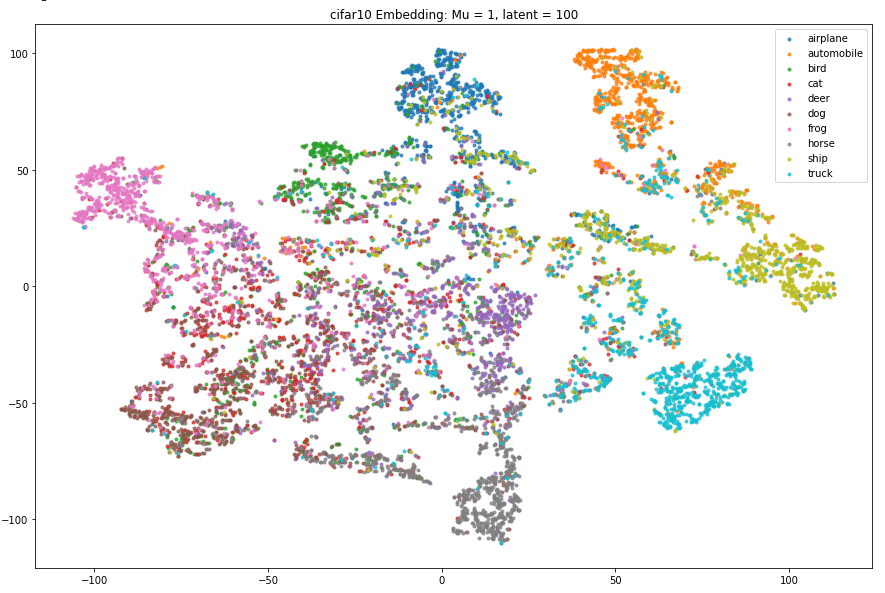 cifar10 Embedding: Mu = 1, latent = 100
airplane
automobile
bird
cat
deer
dog
frog
horse
ship
truck
100
50
0
−50
−100
−100
−50
0
50
100